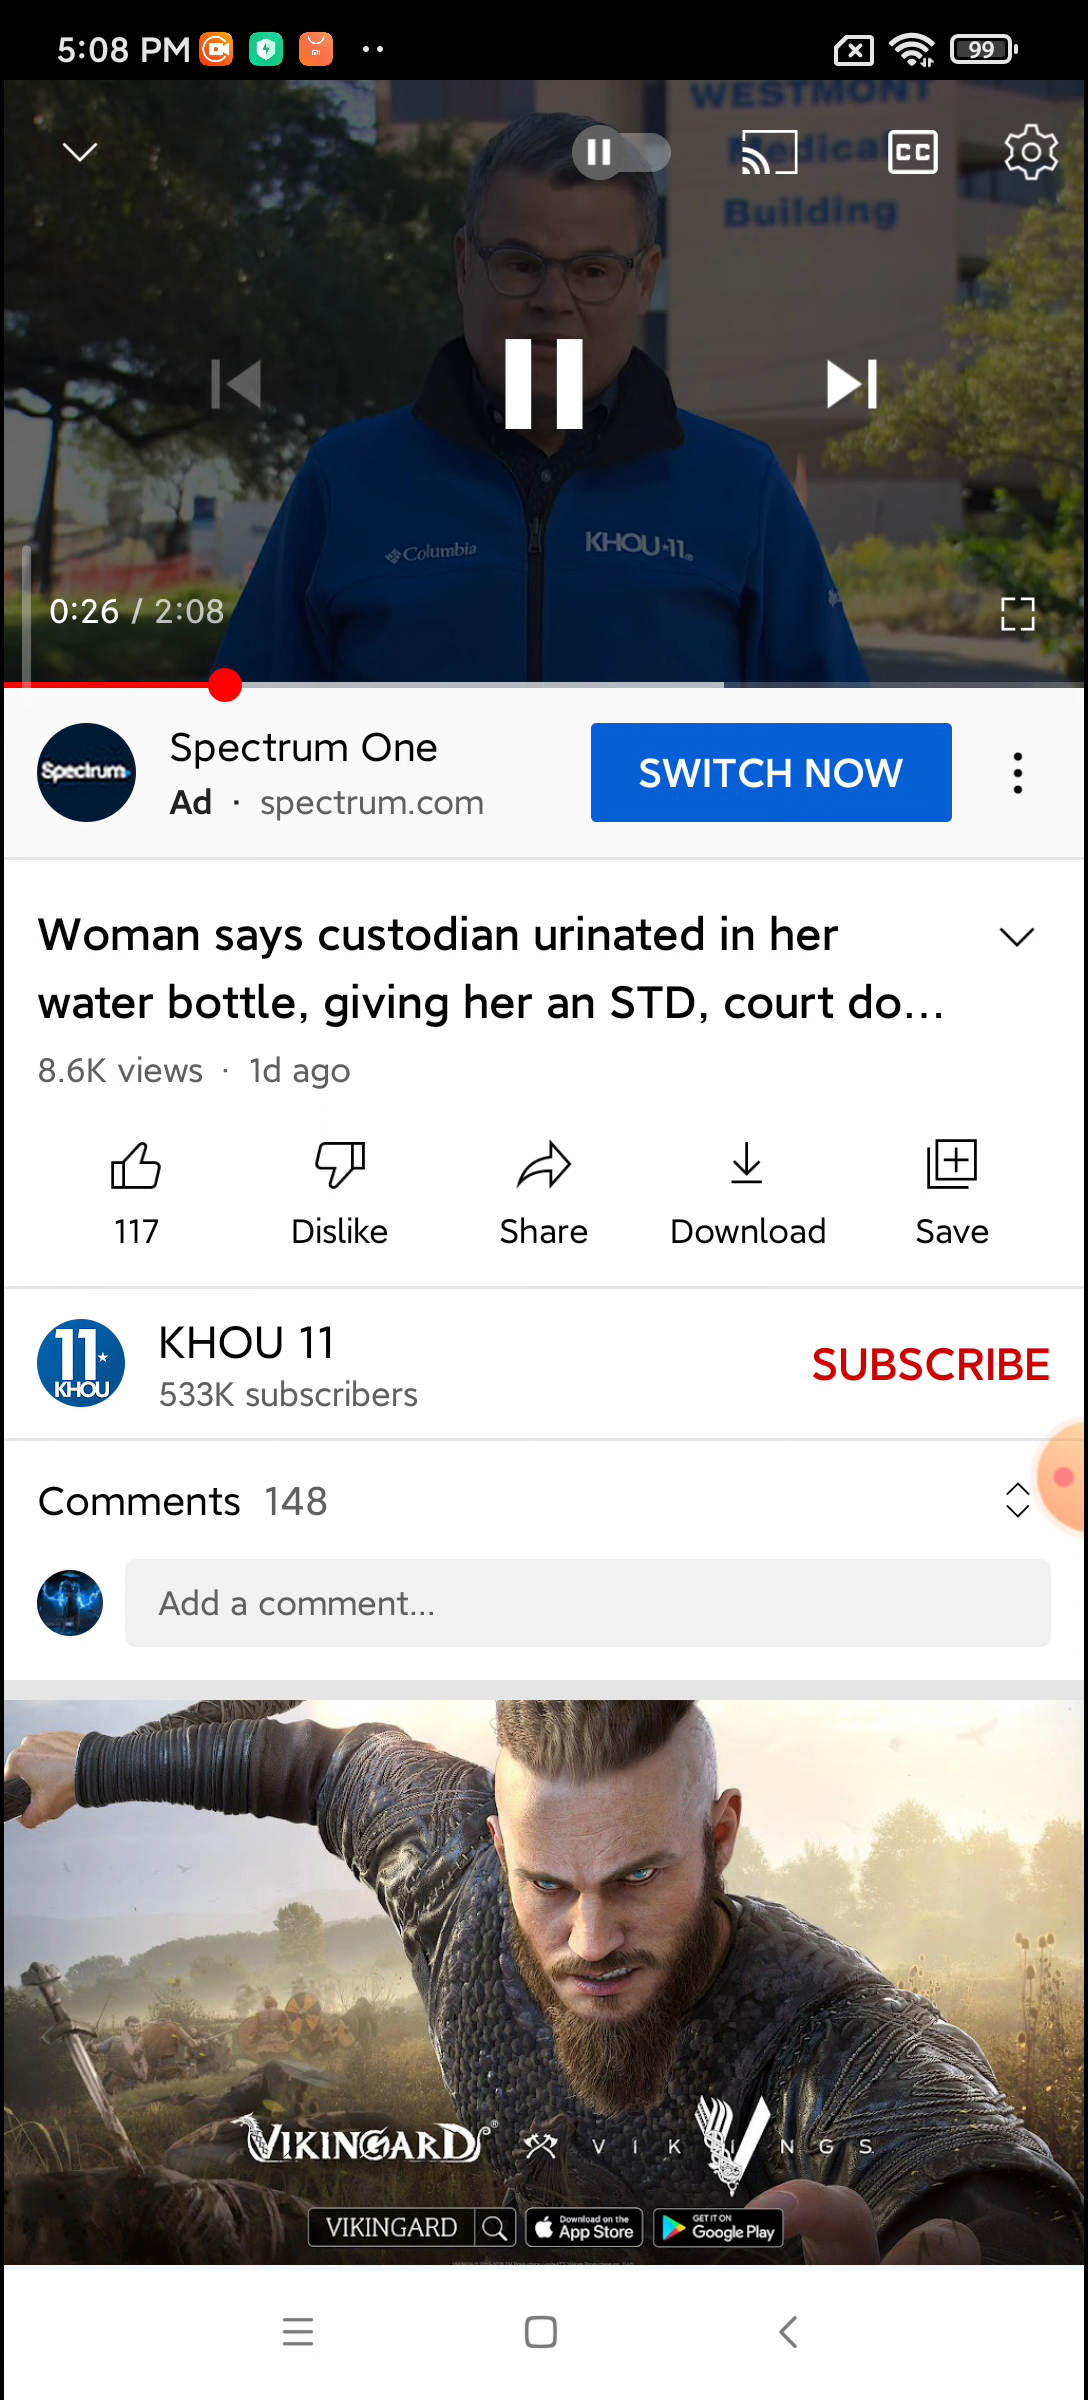 5:08 PM
99
WESTMONT
Medical
Building
CC
Columbia
KHOU 11
0:26 / 2:08
Spectrum
Spectrum One
Ad · spectrum.com
SWITCH NOW
Woman says custodian urinated in her
water bottle, giving her an STD, court do...
8.6K views · 1d ago
117
Dislike
Share
Download
Save
11
KHOU
KHOU 11
533K subscribers
SUBSCRIBE
Comments 148
Add a comment...
VIKINGARD® VIKINGS
VIKINGARD
Download on the
App Store
GET IT ON
Google Play